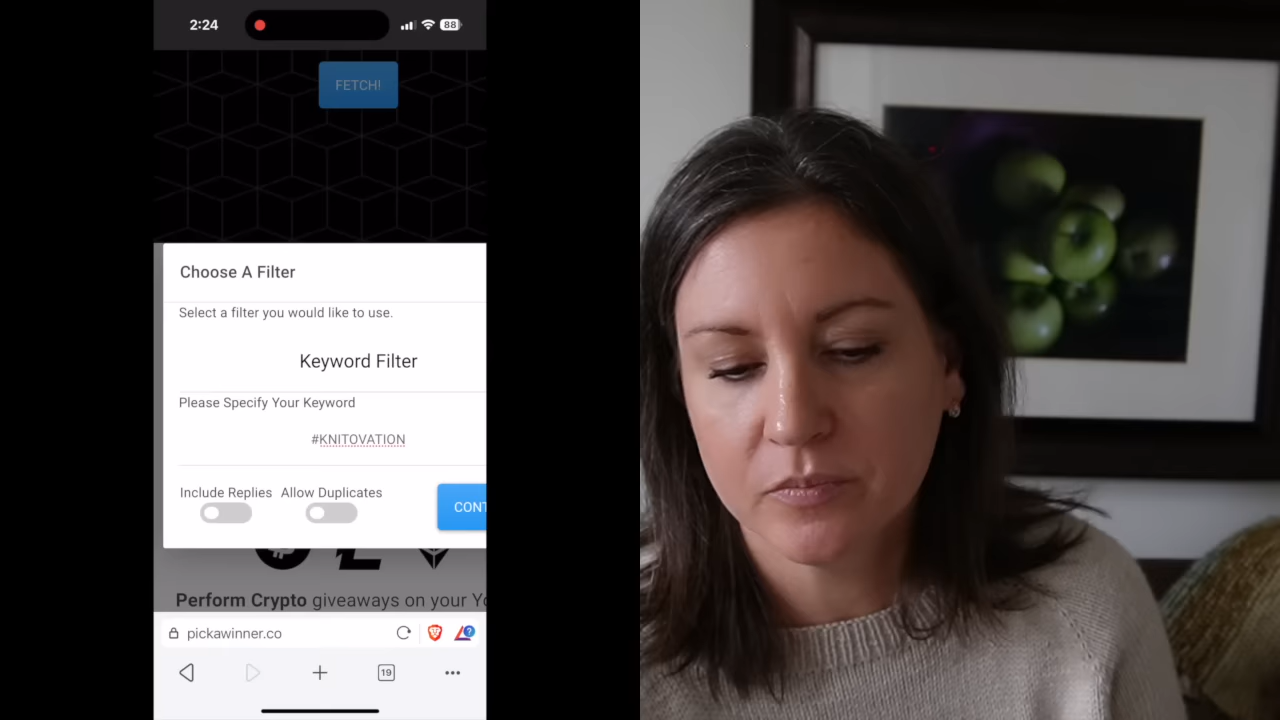 2:24
88
FETCH!
Choose A Filter
Select a filter you would like to use.
Keyword Filter
Please Specify Your Keyword
#KNITOVATION
Include Replies Allow Duplicates
CONT
Perform Crypto giveaways on your Yo
pickawinner.co
19